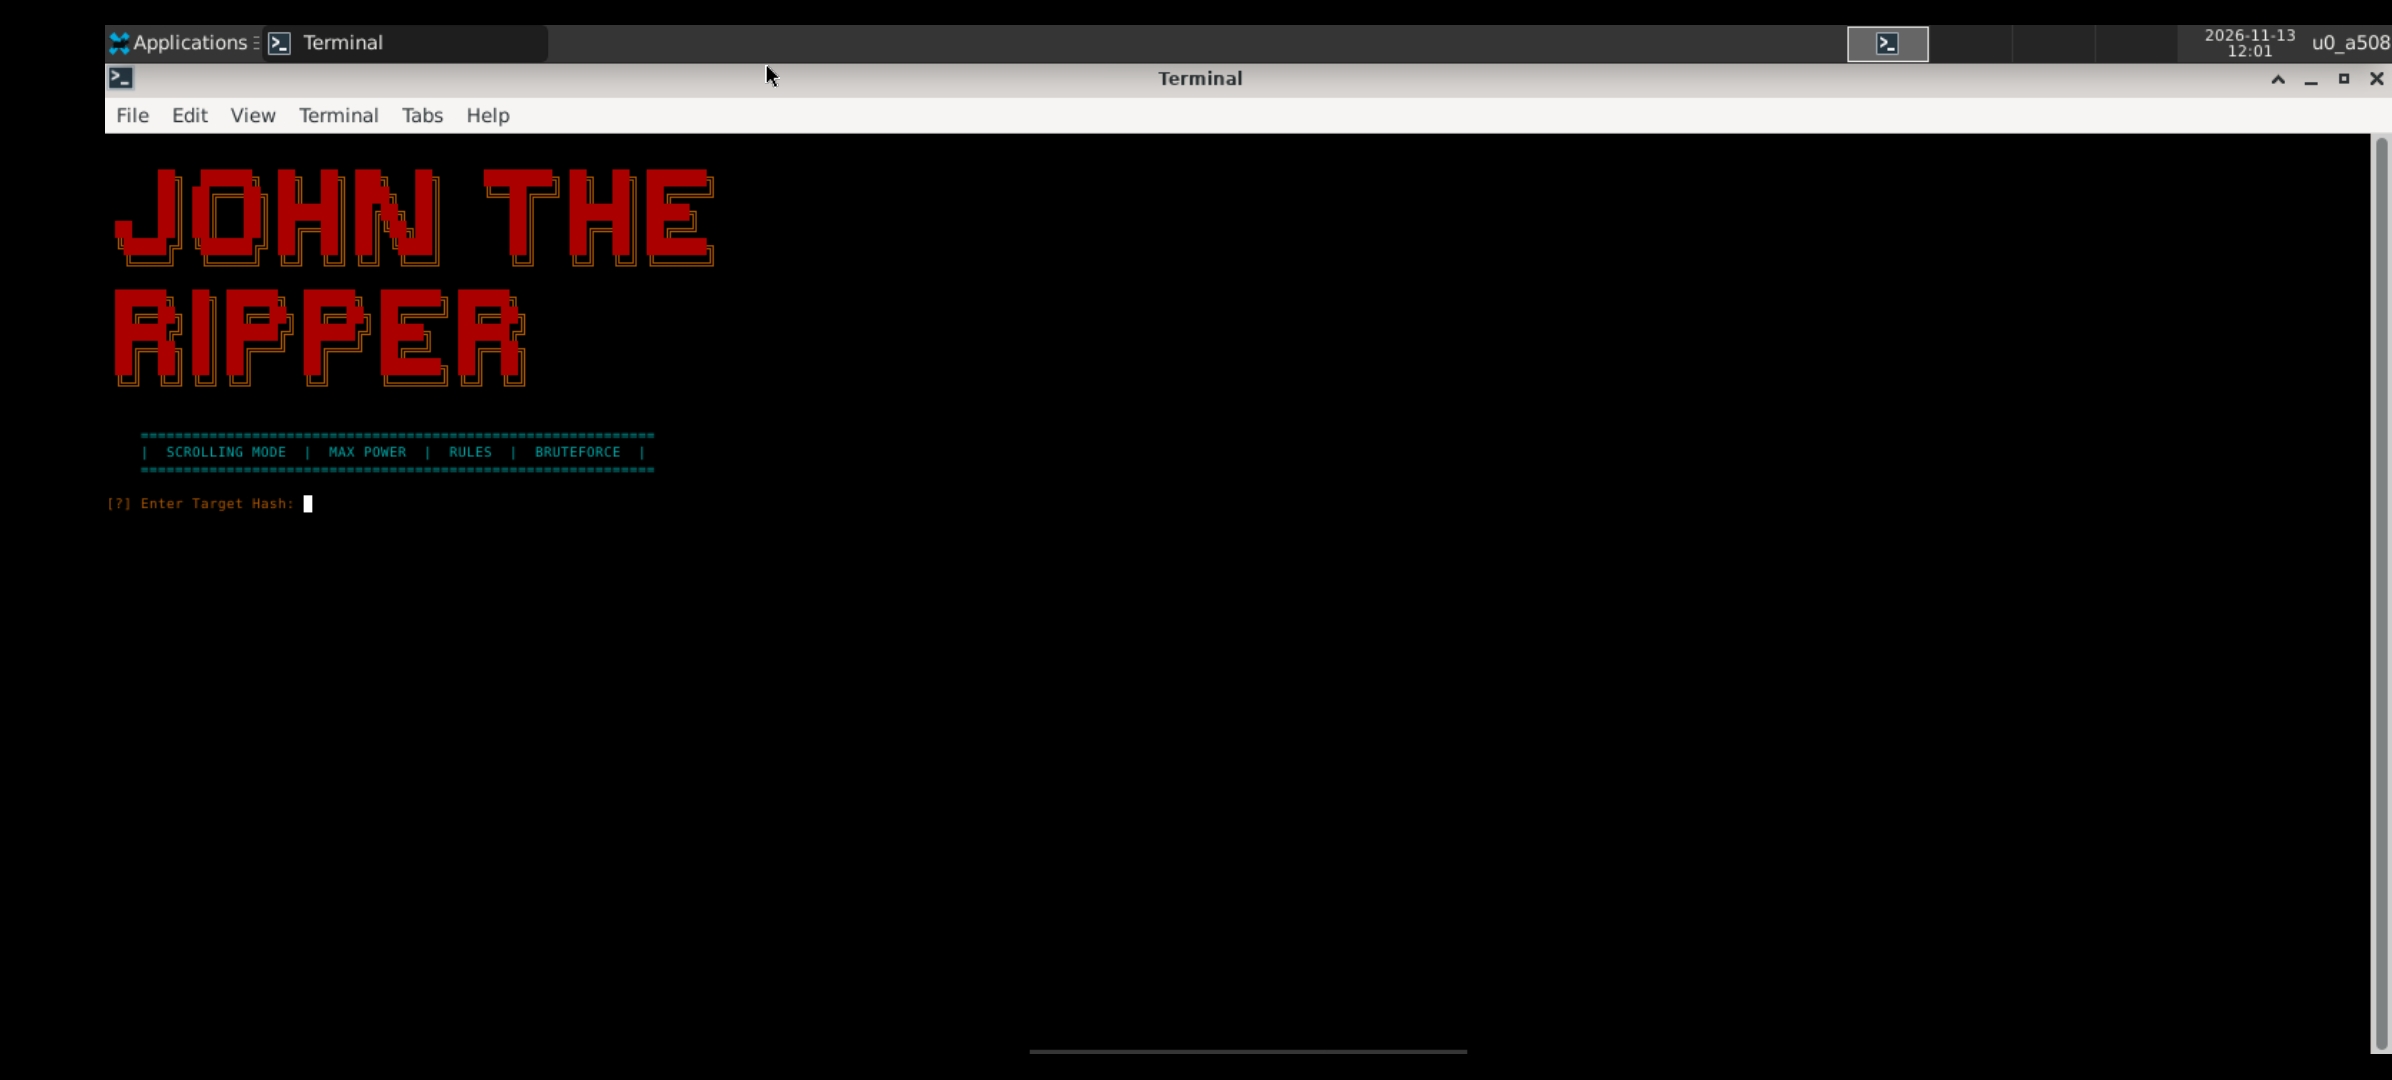 Applications Terminal 2026-11-13 12:01 u0_a508
Terminal
File Edit View Terminal Tabs Help
JOHN THE
RIPPER
============================================================
| SCROLLING MODE | MAX POWER | RULES | BRUTEFORCE |
============================================================
[?] Enter Target Hash: